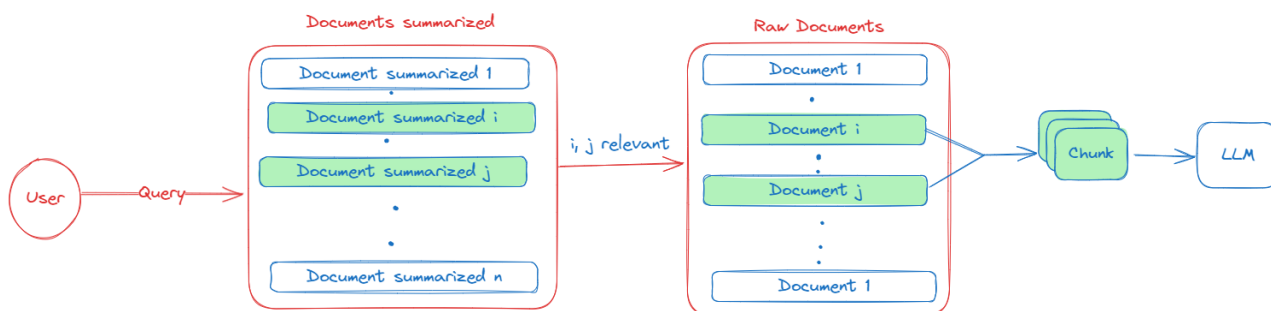 Documents summarized
Raw Documents
Document summarized 1
Document summarized i
Document summarized j
Document summarized n
User
Query
i, j relevant
Document 1
Document i
Document j
Document 1
Chunk
LLM